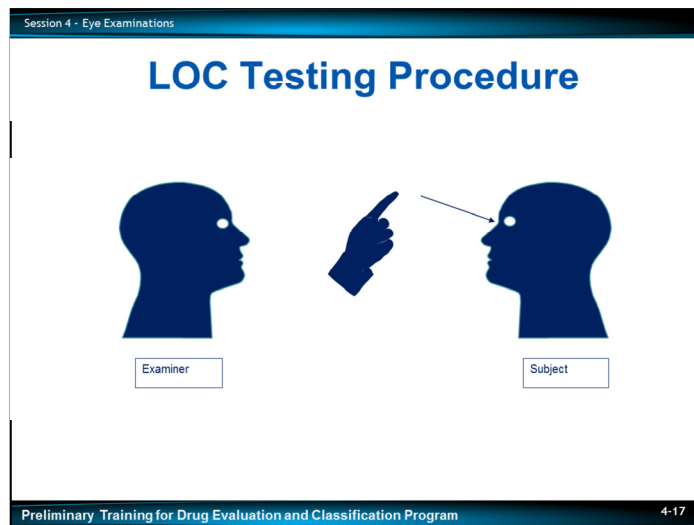 Session 4 - Eye Examinations
LOC Testing Procedure
Examiner
Subject
Preliminary Training for Drug Evaluation and Classification Program
4-17